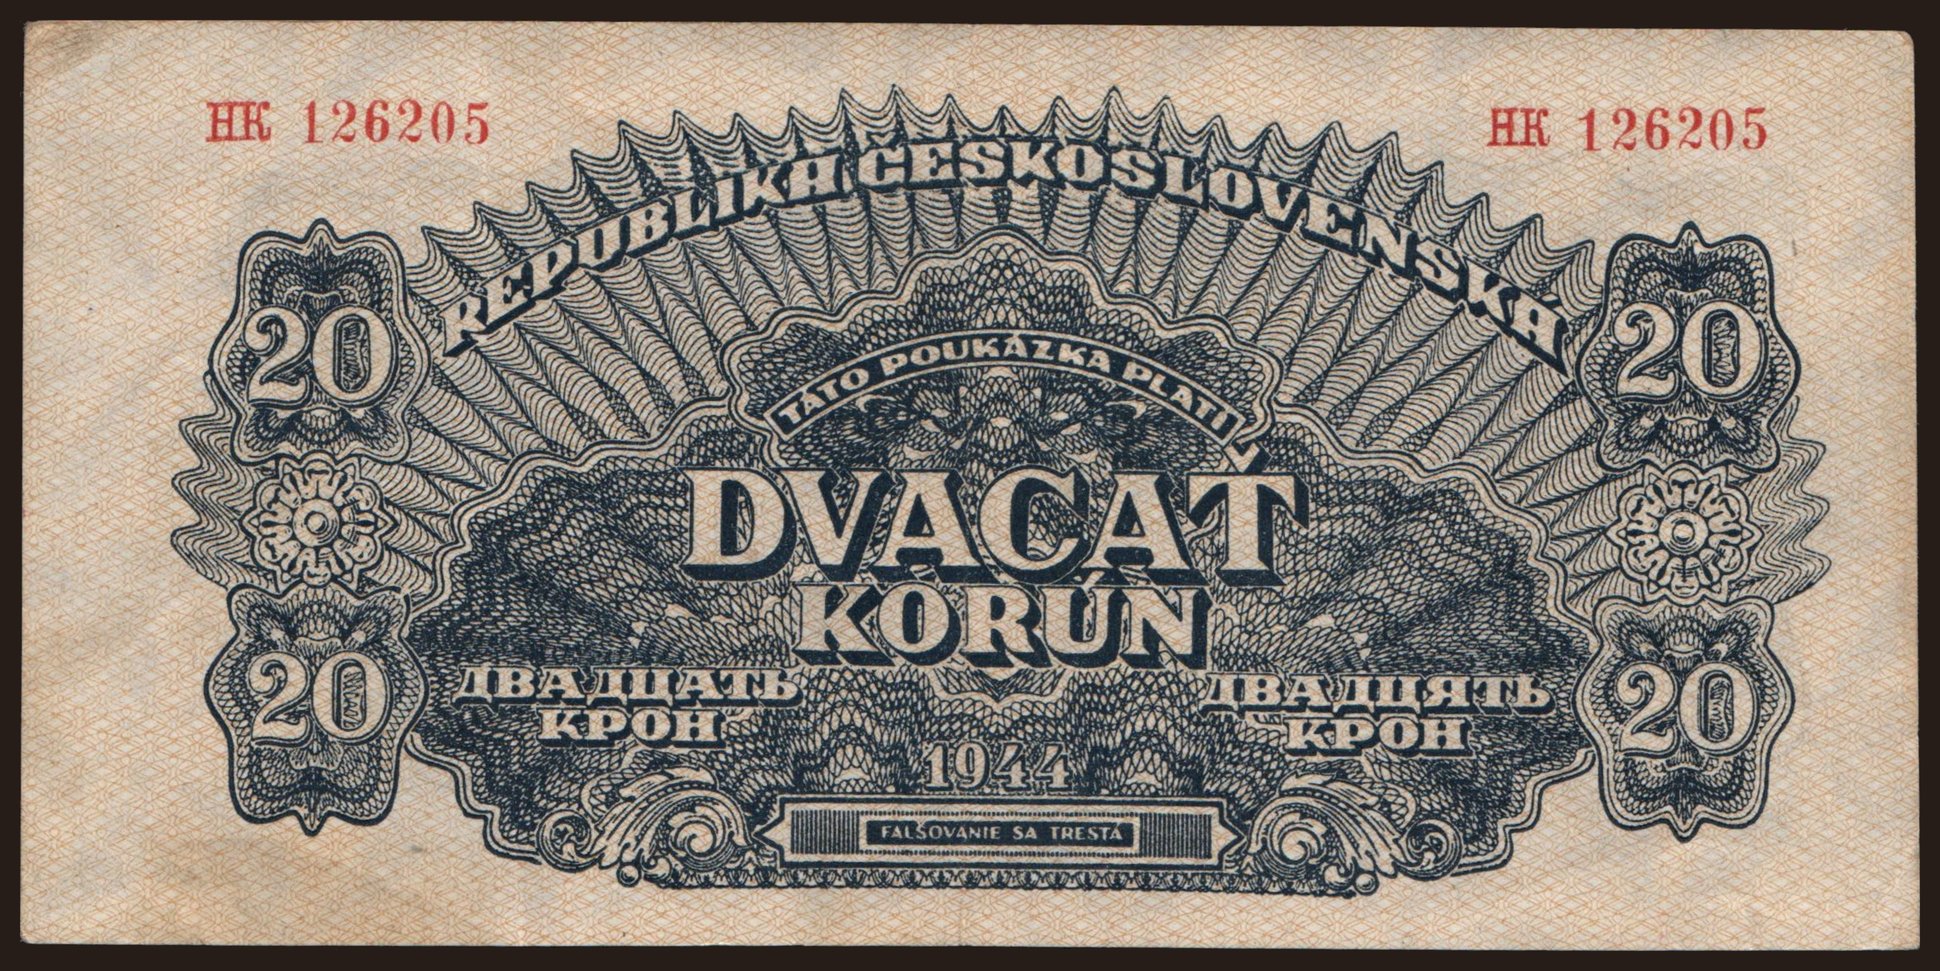 НК 126205
НК 126205
REPUBLIKA ČESKOSLOVENSKÁ
20
20
TÁTO POUKÁZKA PLATÍ
DVACAŤ
KORÚN
20
20
ДВАДЦАТЬ
КРОН
ДВАДЦЯТЬ
КРОН
1944
FALŠOVANIE SA TRESTÁ